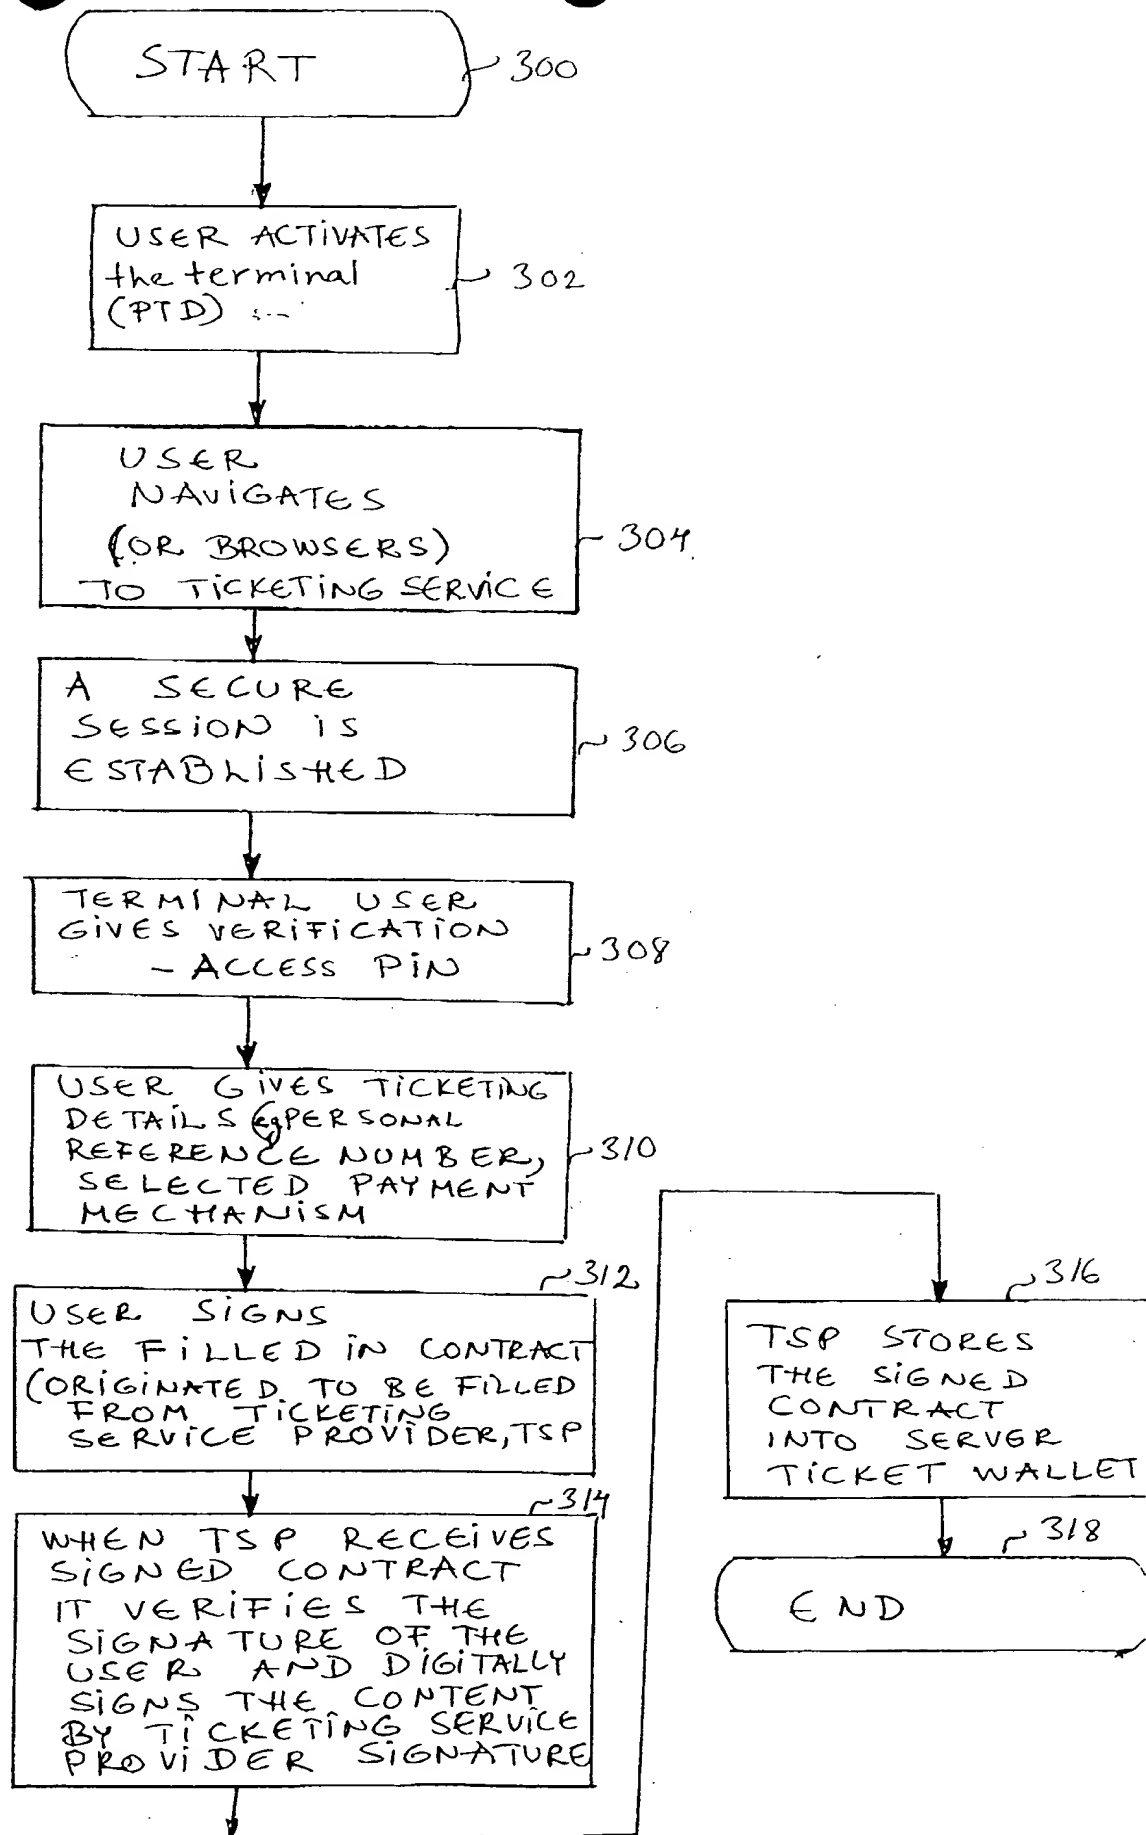 START
300
USER ACTIVATES
the terminal
(PTD) ...
302
USER
NAVIGATES
(OR BROWSERS)
TO TICKETING SERVICE
304
A SECURE
SESSION IS
ESTABLISHED
306
TERMINAL USER
GIVES VERIFICATION
- ACCESS PIN
308
USER GIVES TICKETING
DETAILS (eg PERSONAL
REFERENCE NUMBER,
SELECTED PAYMENT
MECHANISM
310
312
USER SIGNS
THE FILLED IN CONTRACT
(ORIGINATED. TO BE FILLED
FROM TICKETING
SERVICE PROVIDER, TSP
314
WHEN TSP RECEIVES
SIGNED CONTRACT
IT VERIFIES THE
SIGNATURE OF THE
USER AND DIGITALLY
SIGNS THE CONTENT
BY TICKETING SERVICE
PROVIDER SIGNATURE
316
TSP STORES
THE SIGNED
CONTRACT
INTO SERVER
TICKET WALLET
318
END